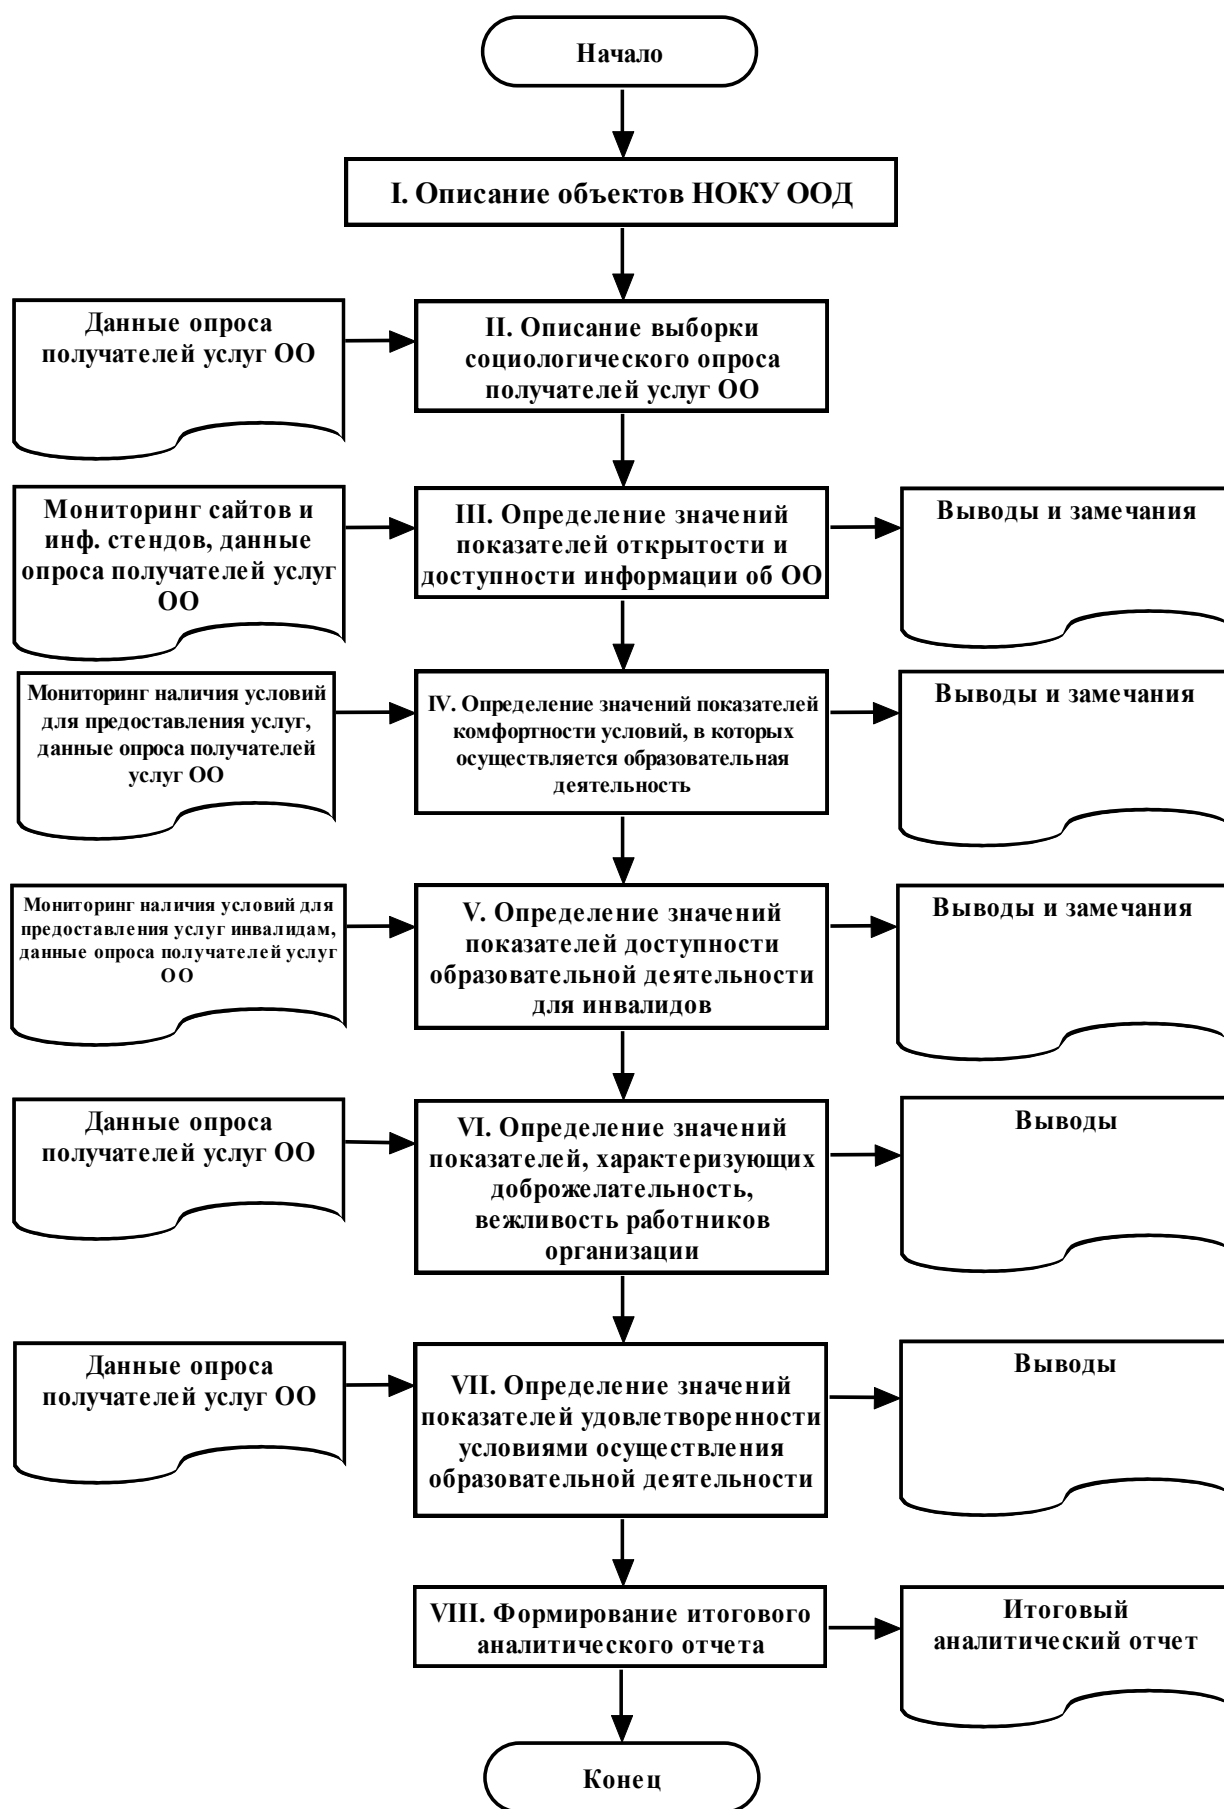 Начало
I. Описание объектов НОКУ ООД
Данные опроса
получателей услуг ОО
II. Описание выборки
социологического опроса
получателей услуг ОО
Мониторинг сайтов и
инф. стендов, данные
опроса получателей услуг
ОО
III. Определение значений
показателей открытости и
доступности информации об ОО
Выводы и замечания
Мониторинг наличия условий
для предоставления услуг,
данные опроса получателей
услуг ОО
IV. Определение значений показателей
комфортности условий, в которых
осуществляется образовательная
деятельность
Выводы и замечания
Мониторинг наличия условий для
предоставления услуг инвалидам,
данные опроса получателей услуг
ОО
V. Определение значений
показателей доступности
образовательной деятельности
для инвалидов
Выводы и замечания
Данные опроса
получателей услуг ОО
VI. Определение значений
показателей, характеризующих
доброжелательность,
вежливость работников
организации
Выводы
Данные опроса
получателей услуг ОО
VII. Определение значений
показателей удовлетворенности
условиями осуществления
образовательной деятельности
Выводы
VIII. Формирование итогового
аналитического отчета
Итоговый
аналитический отчет
Конец